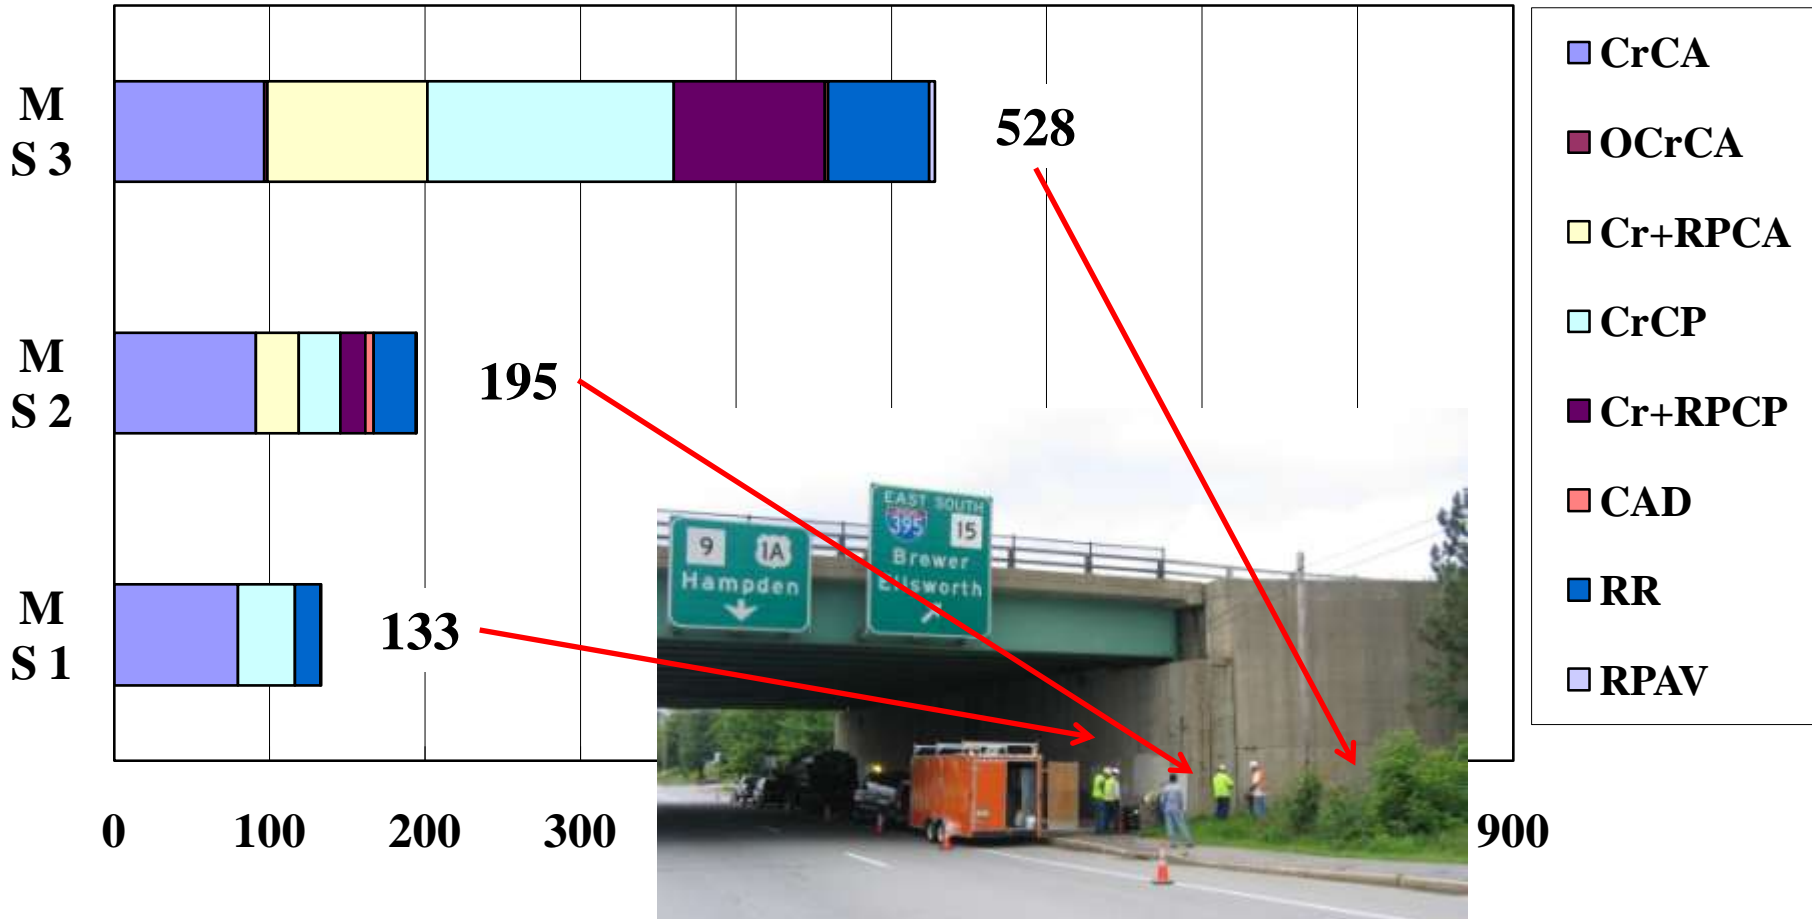 M
S 3
528
M
S 2
195
M
S 1
133
0 100 200 300 900
CrCA
OCrCA
Cr+RPCA
CrCP
Cr+RPCP
CAD
RR
RPAV
9 1A
Hampden
EAST SOUTH
395 15
Brewer
Ellsworth